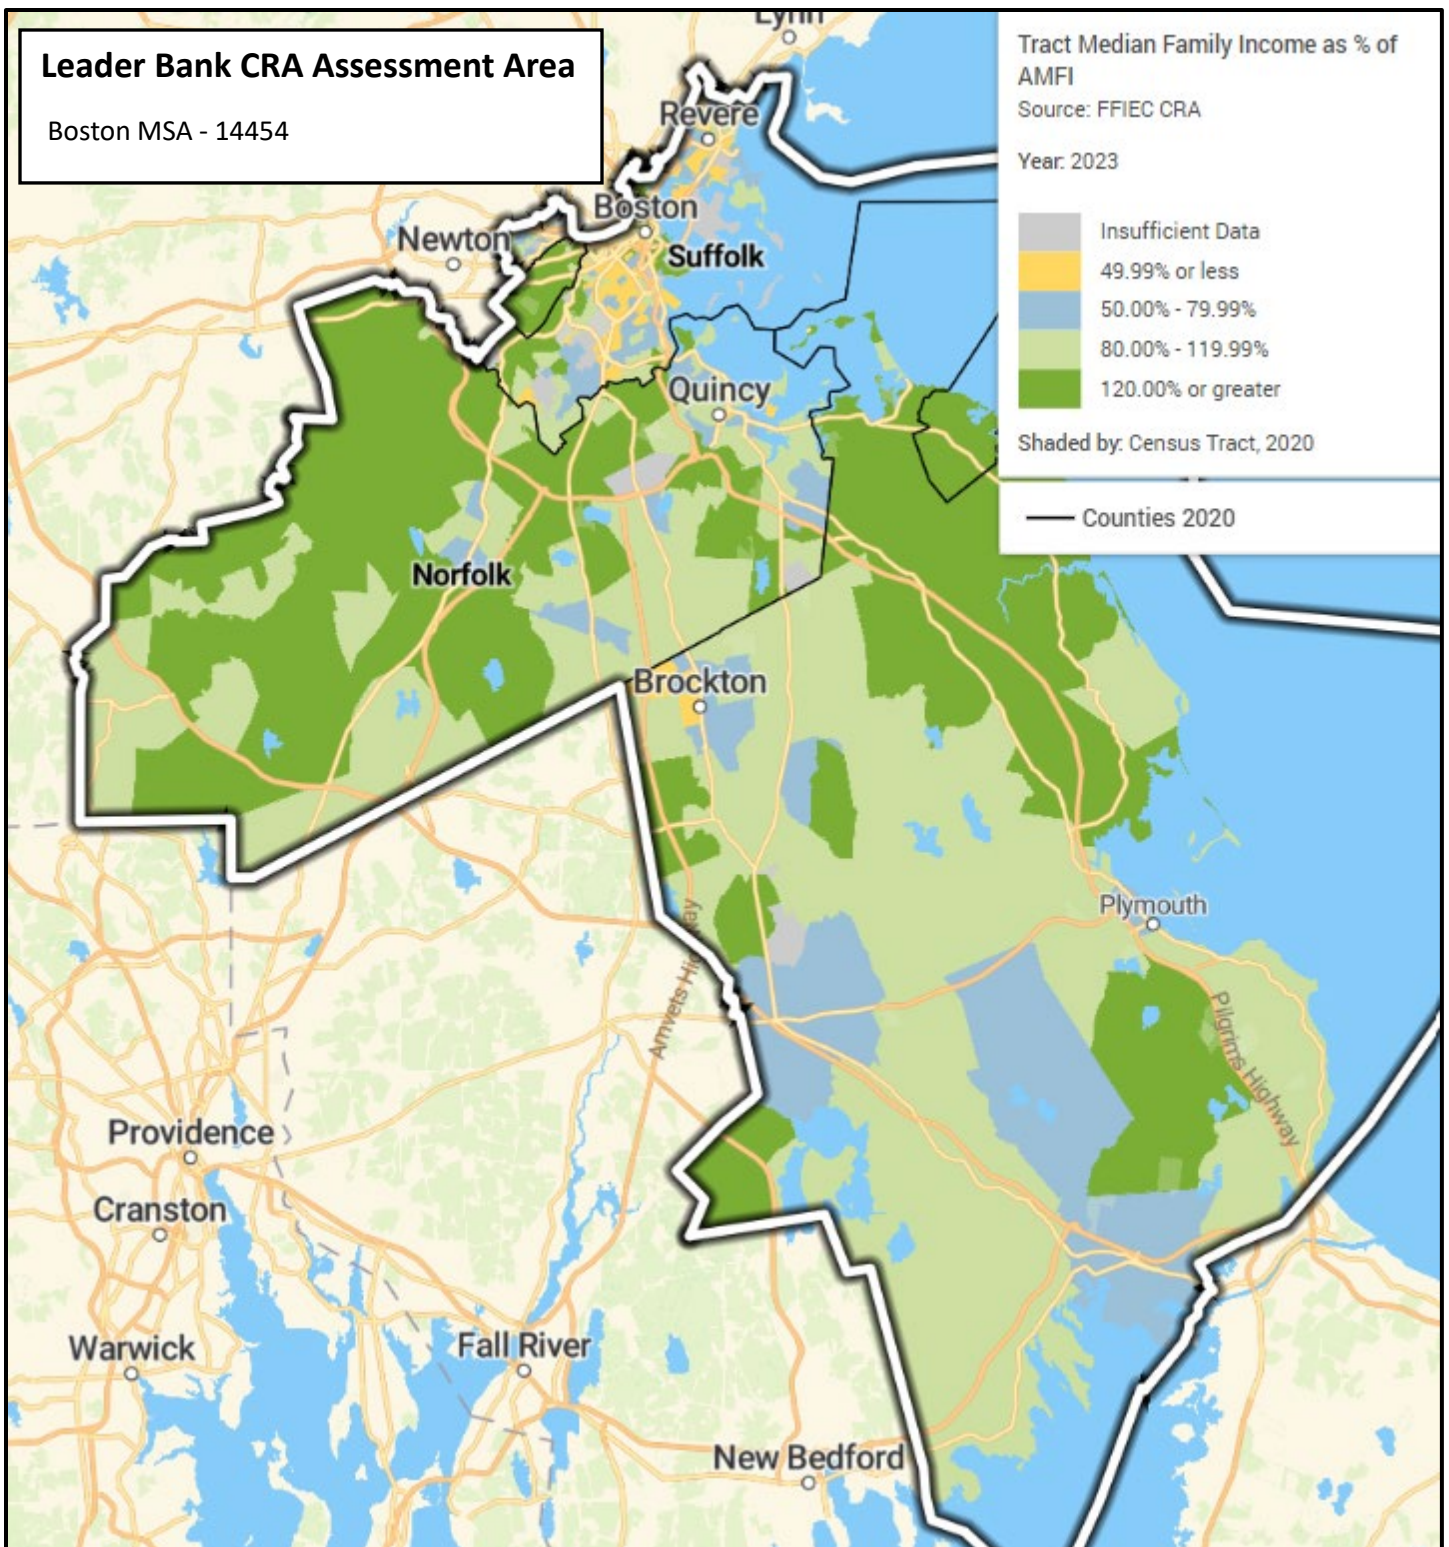 Leader Bank CRA Assessment Area
Boston MSA - 14454
Tract Median Family Income as % of
AMFI
Source: FFIEC CRA
Year: 2023
Insufficient Data
49.99% or less
50.00% - 79.99%
80.00% - 119.99%
120.00% or greater
Shaded by: Census Tract, 2020
Counties 2020
Lynn
Revere
Boston
Newton
Suffolk
Quincy
Norfolk
Brockton
Plymouth
Amvets Highway
Pilgrims Highway
Providence
Cranston
Warwick
Fall River
New Bedford